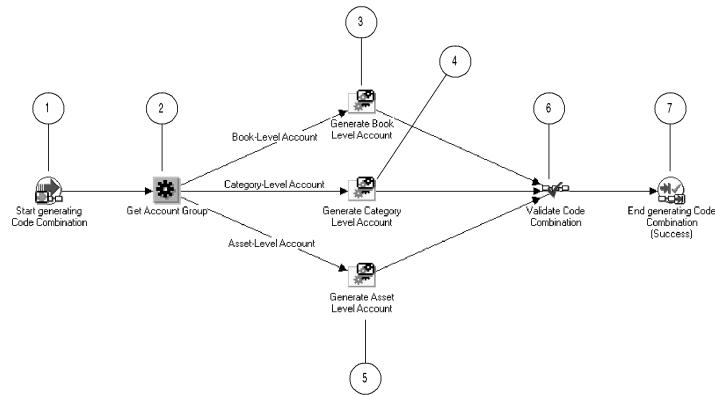 3
4
1
2
6
7
Generate Book
Level Account
Book-Level Account
Category-Level Account
Start generating
Code Combination
Get Account Group
Generate Category
Level Account
Validate Code
Combination
End generating Code
Combination
(Success)
Asset-Level Account
Generate Asset
Level Account
5